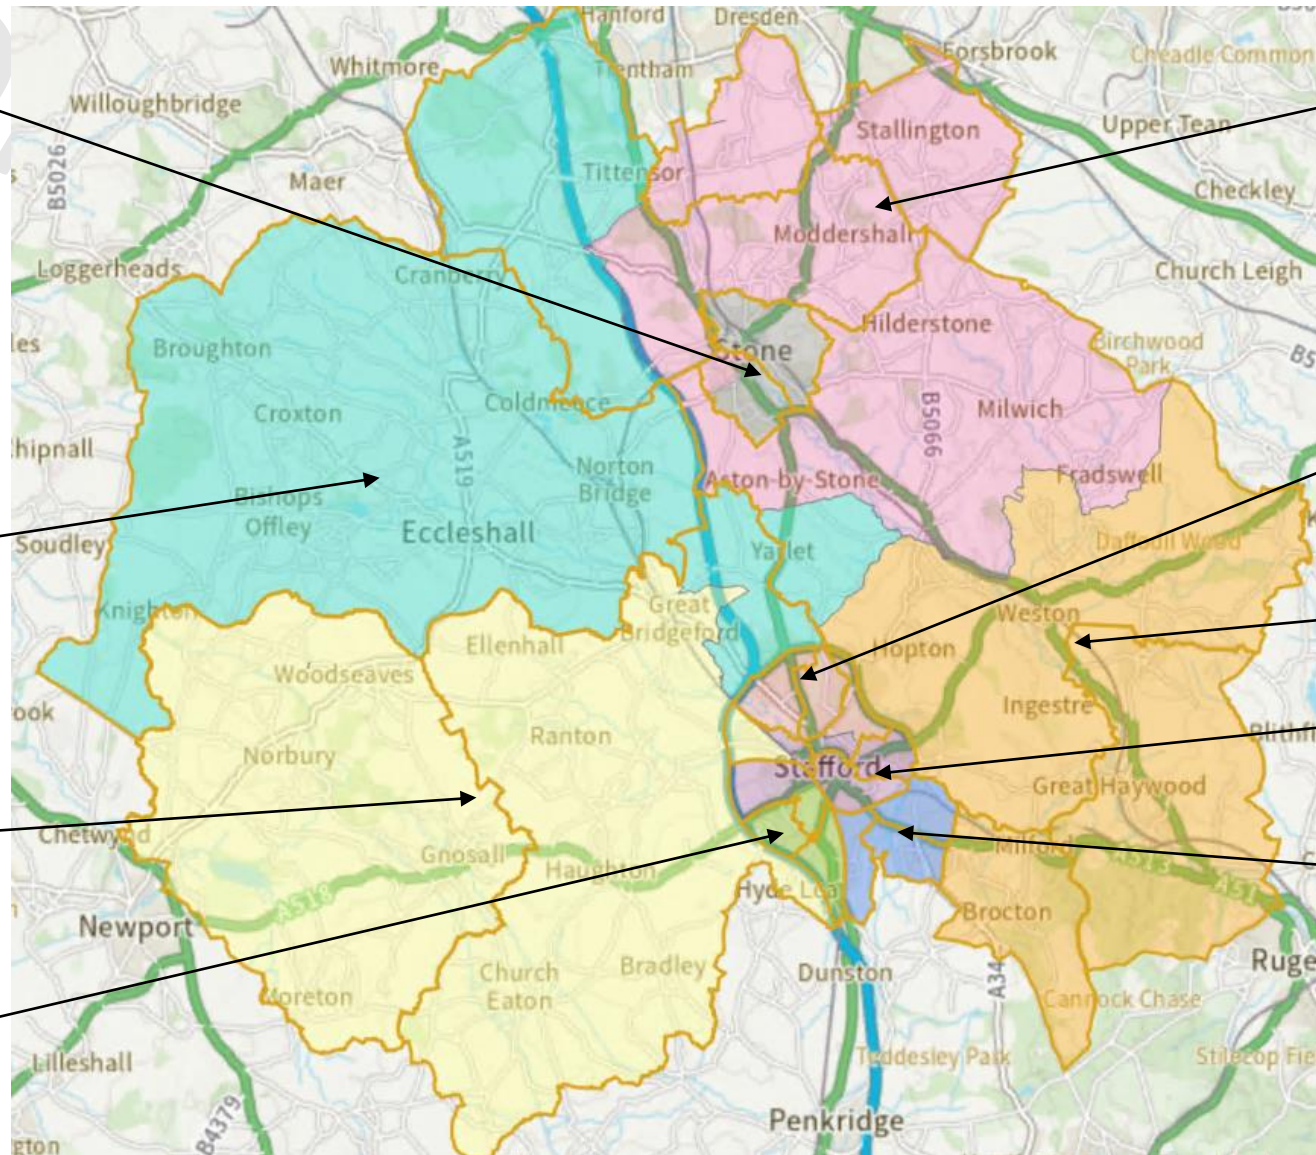 Hanford
Dresden
Whitmore
Trentham
Forsbrook
Cheadle Common
Willoughbridge
Stallington
Upper Tean
B5026
Maer
Tittensor
Checkley
Moddershall
Loggerheads
Cranberry
Church Leigh
Hilderstone
Birchwood
Park
Broughton
Stone
Croxton
Coldmeece
B5066
Milwich
A519
Norton
Bridge
Aston-by-Stone
Fradswell
Bishops
Offley
Eccleshall
Soudley
Yarlet
Daffodil Wood
Knighton
Great
Bridgeford
Weston
Ellenhall
Hopton
Woodseaves
Ingestre
Norbury
Ranton
Stafford
Great Haywood
Chetwynd
Gnosall
Haughton
Milford
A513
A51
A518
Hyde Lea
Brocton
Newport
Church
Eaton
Bradley
Dunston
A34
Moreton
Cannock Chase
Lilleshall
Teddesley Park
B4379
Penkridge